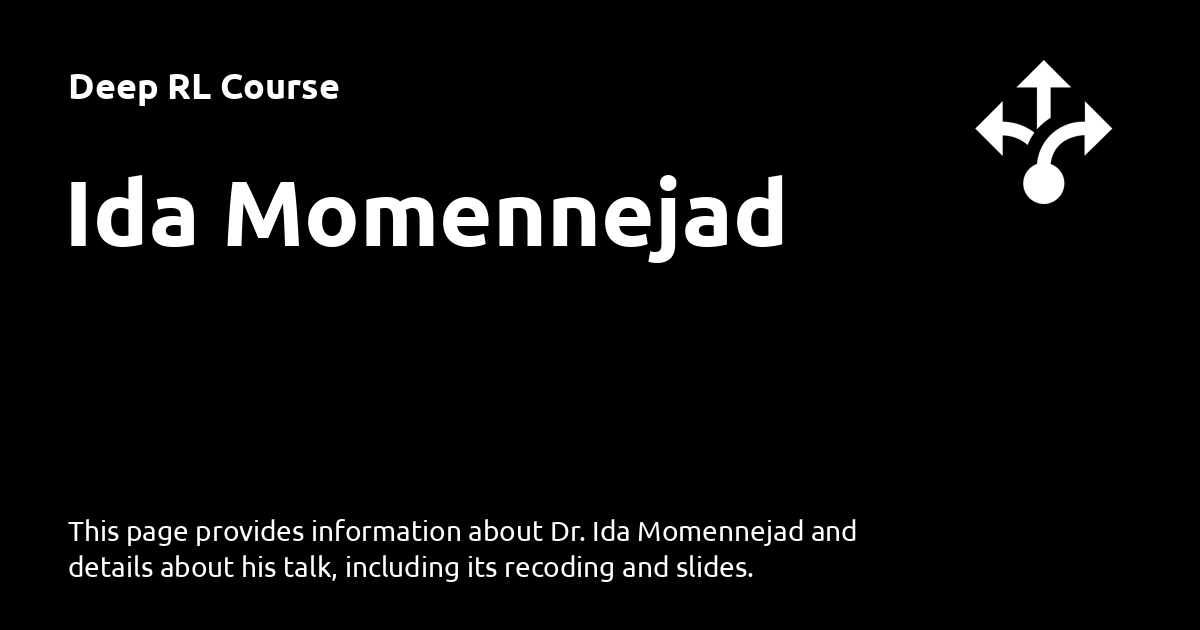 Deep RL Course
Ida Momennejad
This page provides information about Dr. Ida Momennejad and
details about his talk, including its recoding and slides.